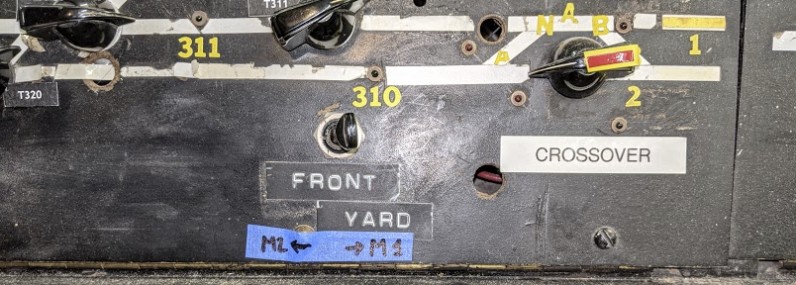 T311
N A B
311
A
1
T320
310
2
CROSSOVER
FRONT
YARD
M2← →M1